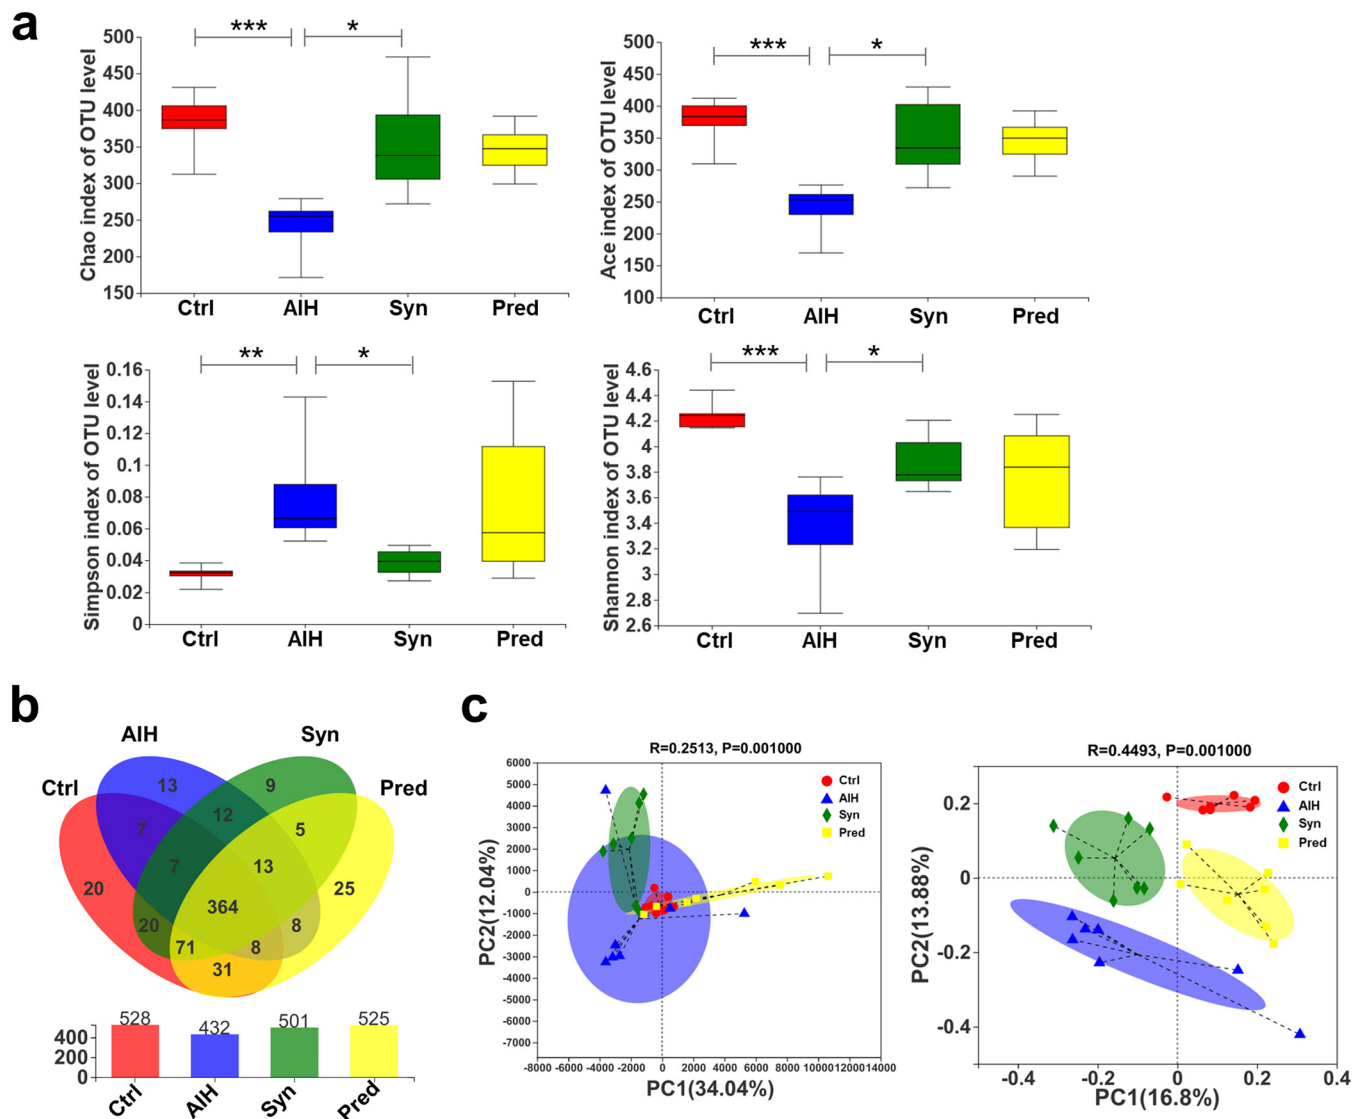 a
*** *
500
450
400
350
300
250
200
150
Chao index of OTU level
Ctrl AIH Syn Pred
*** *
500
450
400
350
300
250
200
150
100
Ace index of OTU level
Ctrl AIH Syn Pred
** *
0.16
0.14
0.12
0.1
0.08
0.06
0.04
0.02
0
Simpson index of OTU level
Ctrl AIH Syn Pred
*** *
4.6
4.4
4.2
4
3.8
3.6
3.4
3.2
3
2.8
2.6
Shannon index of OTU level
Ctrl AIH Syn Pred
b
AIH Syn
Ctrl Pred
13 9
7 12 5
7 13
20 364 25
20 71 8 8
31
528 432 501 525
400
200
0
Ctrl AIH Syn Pred
c
R=0.2513, P=0.001000
6000
5000
4000
3000
2000
1000
0
-1000
-2000
-3000
-4000
-5000
-6000
-7000
PC2(12.04%)
Ctrl
AIH
Syn
Pred
-8000 -6000 -4000 -2000 0 2000 4000 6000 8000 10000 12000 14000
PC1(34.04%)
R=0.4493, P=0.001000
0.2
0
-0.2
-0.4
PC2(13.88%)
Ctrl
AIH
Syn
Pred
-0.4 -0.2 0 0.2 0.4
PC1(16.8%)